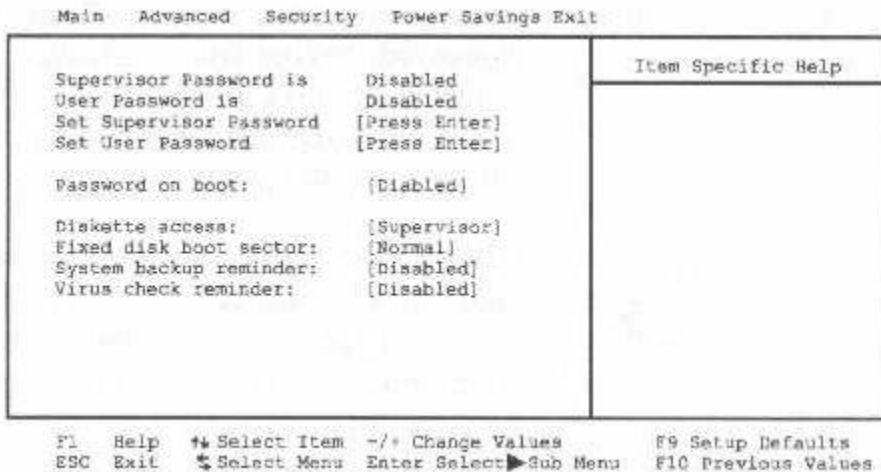 Main Advanced Security Power Savings Exit
Item Specific Help
Supervisor Password is Disabled
User Password is Disabled
Set Supervisor Password [Press Enter]
Set User Password [Press Enter]
Password on boot: [Diabled]
Diskette access: [Supervisor]
Fixed disk boot sector: [Normal]
System backup reminder: [Disabled]
Virus check reminder: [Disabled]
F1 Help ↑↓ Select Item -/+ Change Values F9 Setup Defaults
ESC Exit ⇆ Select Menu Enter Select ▶Sub Menu F10 Previous Values